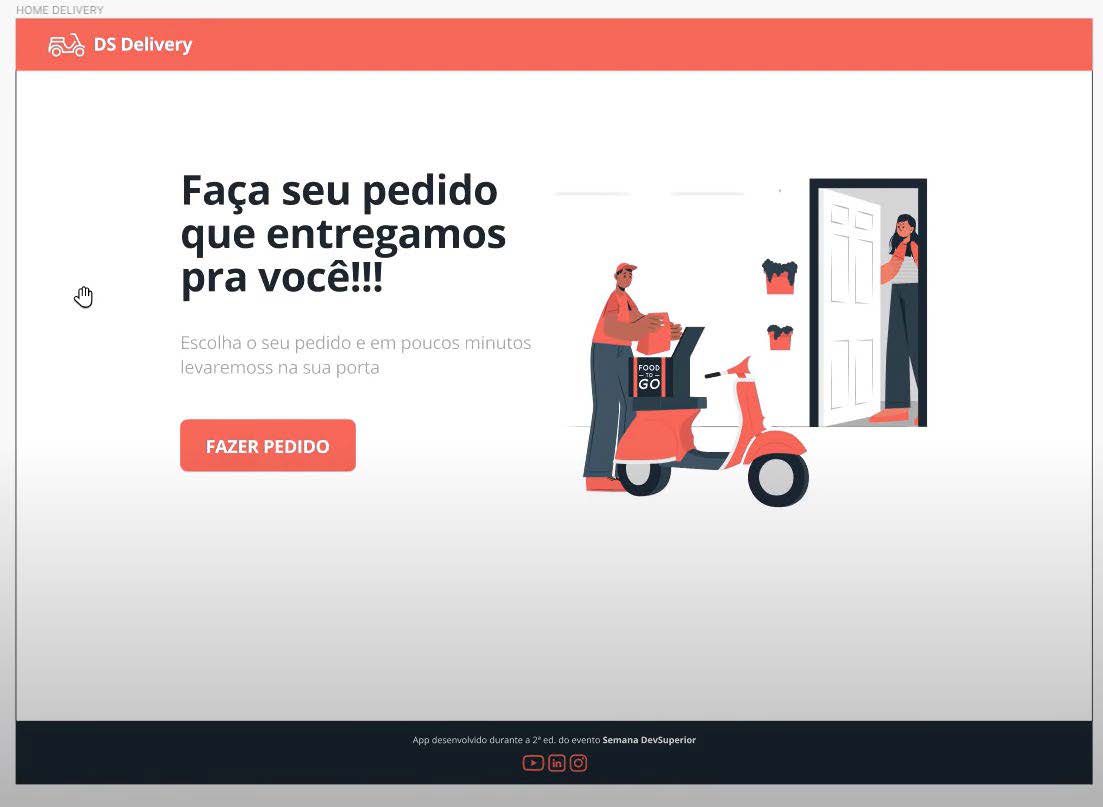 HOME DELIVERY
DS Delivery
Faça seu pedido
que entregamos
pra você!!!
Escolha o seu pedido e em poucos minutos
levaremoss na sua porta
FAZER PEDIDO
FOOD
TO
GO
App desenvolvido durante a 2ª ed. do evento Semana DevSuperior
in